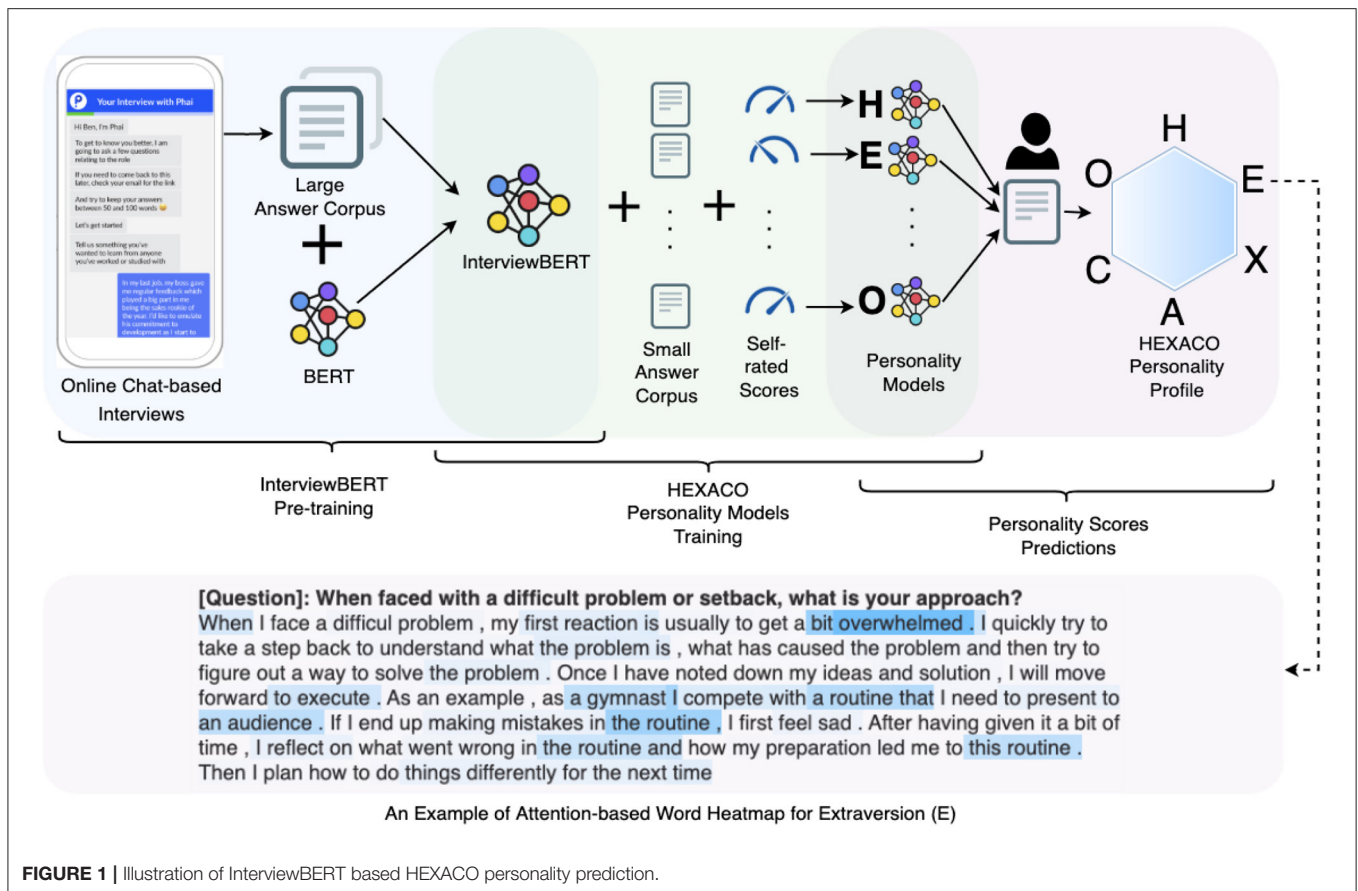 Your Interview with Phai
Hi Ben, I'm Phai
To get to know you better, I am
going to ask a few questions
relating to the role
If you need to come back to this
later, check your email for the link
And try to keep your answers
between 50 and 100 words 😄
Let's get started
Tell us something you've
wanted to learn from anyone
you've worked or studied with
In my last job, my boss gave
me regular feedback which
played a big part in me
being the sales rookie of
the year. I'd like to emulate
his commitment to
development as I start to
Online Chat-based
Interviews
Large
Answer Corpus
+
BERT
InterviewBERT
+
Small
Answer
Corpus
+
Self-
rated
Scores
H
E
O
Personality
Models
H
E
X
A
C
O
HEXACO
Personality
Profile
InterviewBERT
Pre-training
HEXACO
Personality Models
Training
Personality Scores
Predictions
[Question]: When faced with a difficult problem or setback, what is your approach?
When I face a difficul problem , my first reaction is usually to get a bit overwhelmed . I quickly try to
take a step back to understand what the problem is , what has caused the problem and then try to
figure out a way to solve the problem . Once I have noted down my ideas and solution , I will move
forward to execute . As an example , as a gymnast I compete with a routine that I need to present to
an audience . If I end up making mistakes in the routine , I first feel sad . After having given it a bit of
time , I reflect on what went wrong in the routine and how my preparation led me to this routine .
Then I plan how to do things differently for the next time
An Example of Attention-based Word Heatmap for Extraversion (E)
FIGURE 1 | Illustration of InterviewBERT based HEXACO personality prediction.